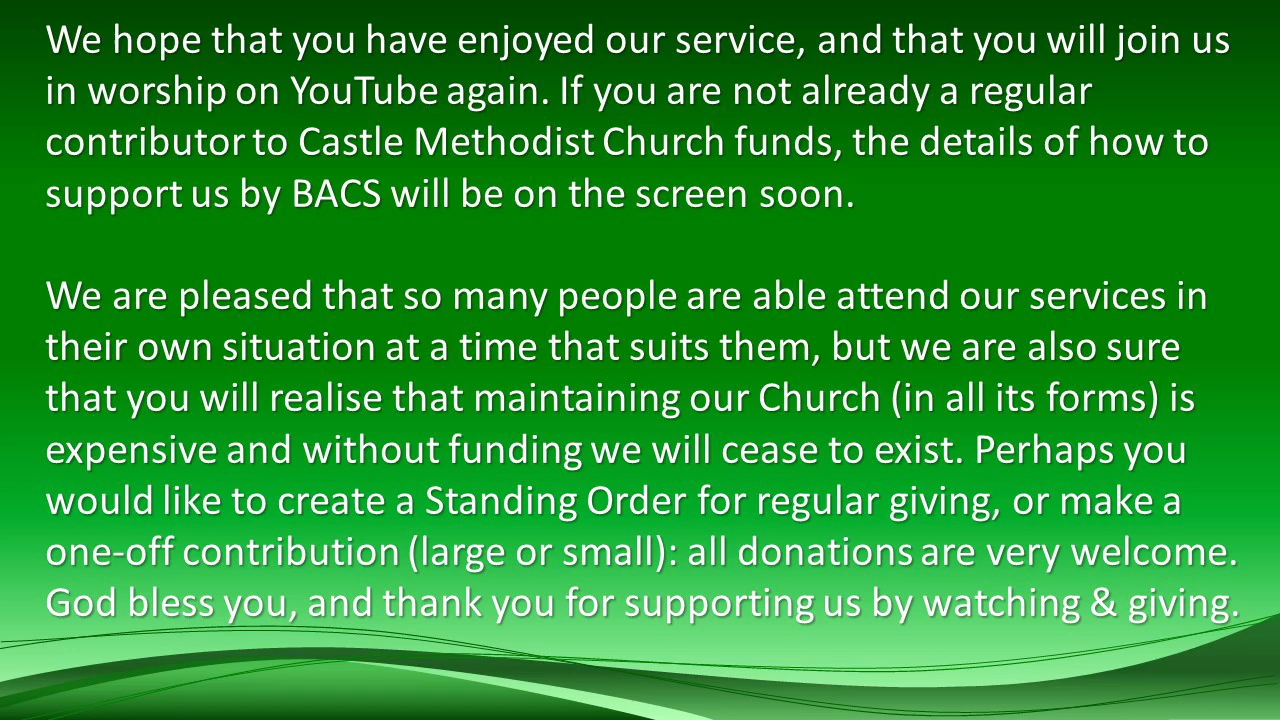 We hope that you have enjoyed our service, and that you will join us
in worship on YouTube again. If you are not already a regular
contributor to Castle Methodist Church funds, the details of how to
support us by BACS will be on the screen soon.
We are pleased that so many people are able attend our services in
their own situation at a time that suits them, but we are also sure
that you will realise that maintaining our Church (in all its forms) is
expensive and without funding we will cease to exist. Perhaps you
would like to create a Standing Order for regular giving, or make a
one-off contribution (large or small): all donations are very welcome.
God bless you, and thank you for supporting us by watching & giving.